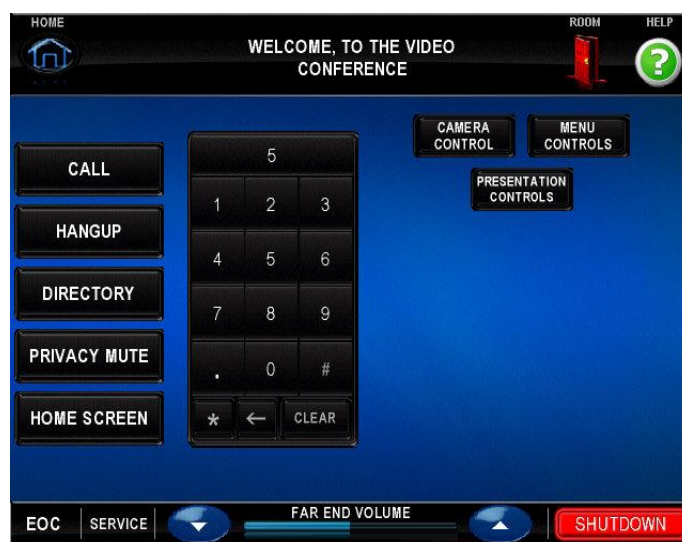 HOME
ROOM
HELP
WELCOME, TO THE VIDEO
CONFERENCE
?
CAMERA
CONTROL
MENU
CONTROLS
PRESENTATION
CONTROLS
CALL
HANGUP
DIRECTORY
PRIVACY MUTE
HOME SCREEN
5
1 2 3
4 5 6
7 8 9
. 0 #
* ← CLEAR
EOC
SERVICE
FAR END VOLUME
SHUTDOWN